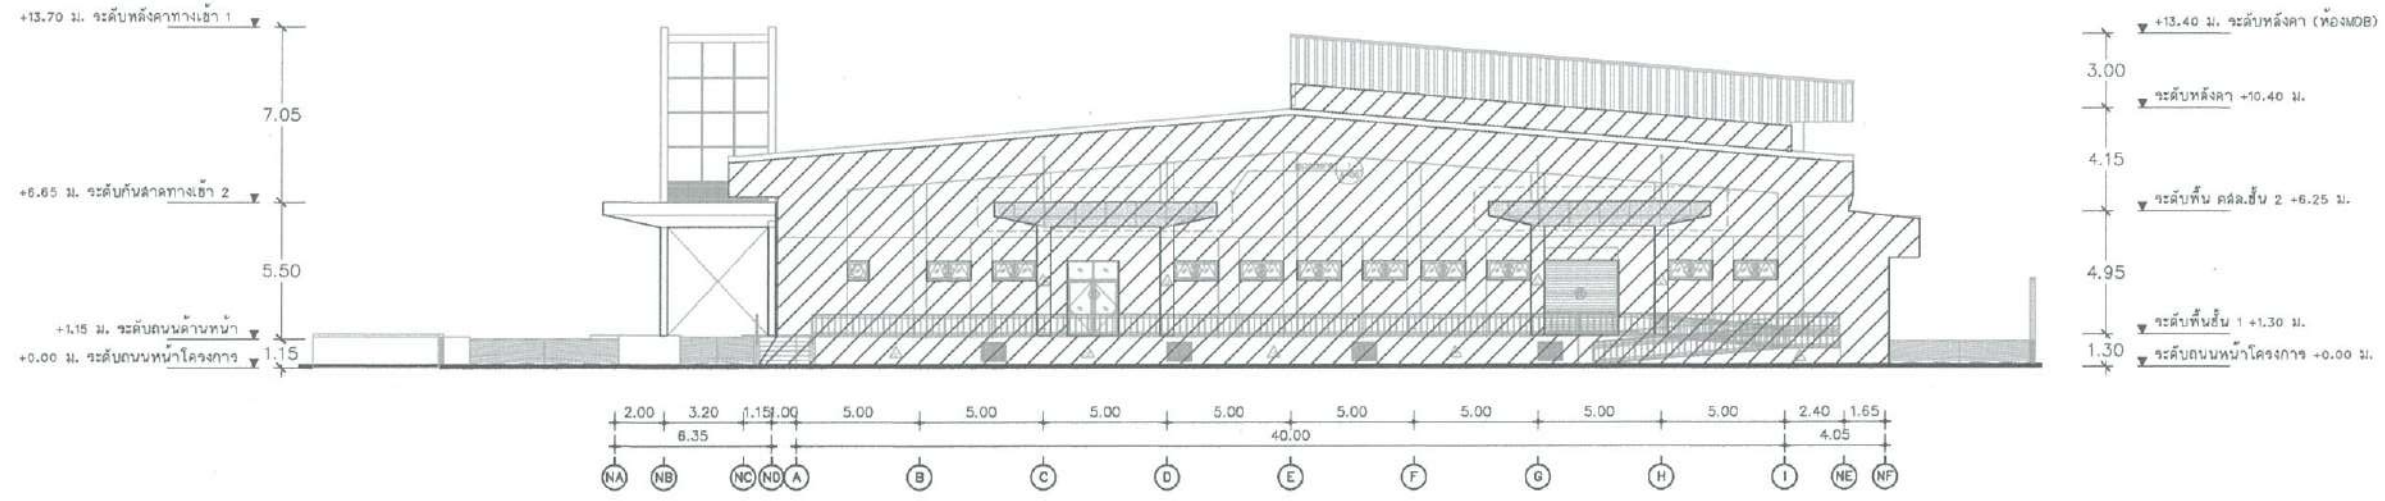 +13.70 ม. ระดับหลังคาทางเข้า 1
7.05
+6.65 ม. ระดับกันสาดทางเข้า 2
5.50
+1.15 ม. ระดับถนนด้านหน้า
1.15
+0.00 ม. ระดับถนนหน้าโครงการ
+13.40 ม. ระดับหลังคา (ห้องMDB)
3.00
ระดับหลังคา +10.40 ม.
4.15
ระดับพื้น คสล.ชั้น 2 +6.25 ม.
4.95
ระดับพื้นชั้น 1 +1.30 ม.
1.30
ระดับถนนหน้าโครงการ +0.00 ม.
2.00 3.20 1.15 1.00 5.00 5.00 5.00 5.00 5.00 5.00 5.00 5.00 2.40 1.65
6.35 40.00 4.05
NA NB NC ND A B C D E F G H I NE NF